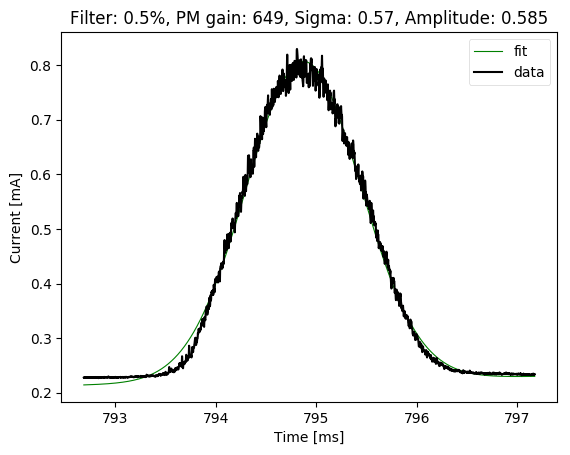 Filter: 0.5%, PM gain: 649, Sigma: 0.57, Amplitude: 0.585
fit
data
0.8
0.7
0.6
0.5
0.4
0.3
0.2
Current [mA]
793
794
795
796
797
Time [ms]